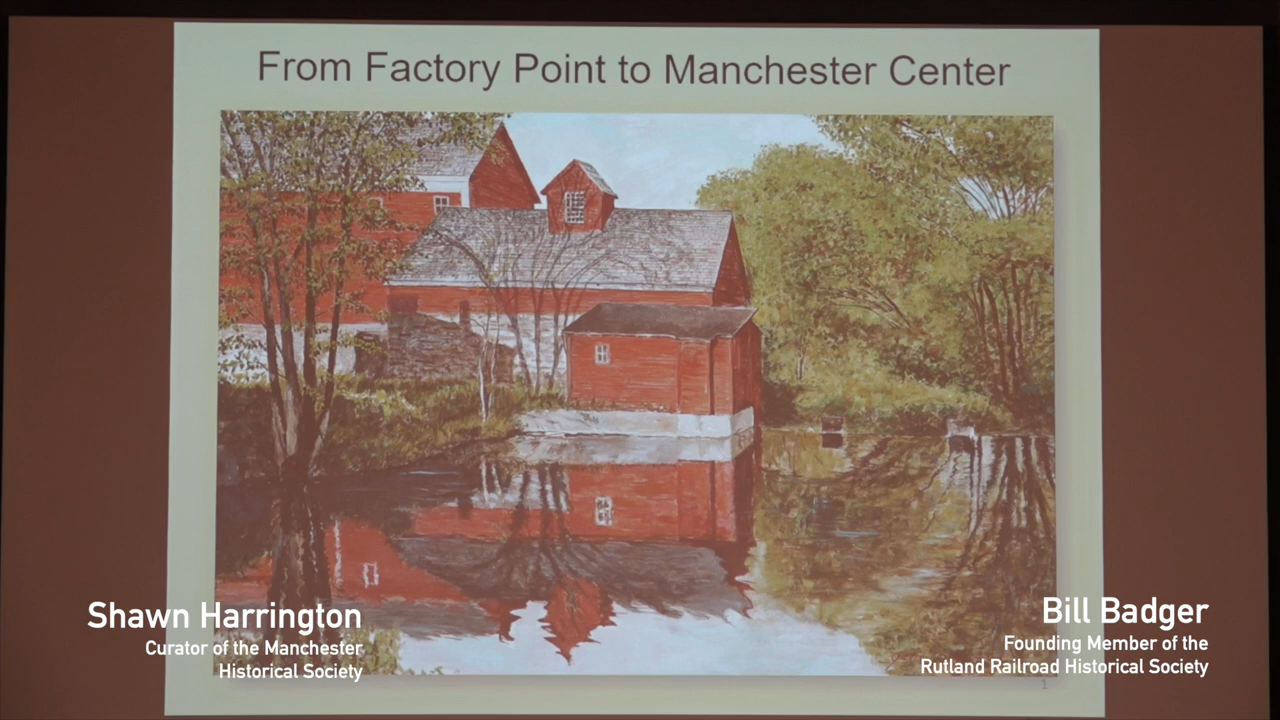 From Factory Point to Manchester Center
Shawn Harrington
Curator of the Manchester
Historical Society
Bill Badger
Founding Member of the
Rutland Railroad Historical Society
1